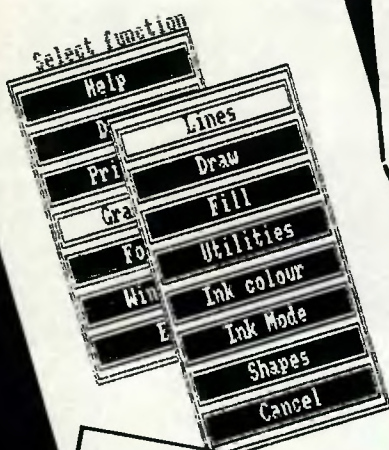 Select function
Help
Lines
Draw
Fill
Utilities
Ink colour
Ink Mode
Shapes
Cancel